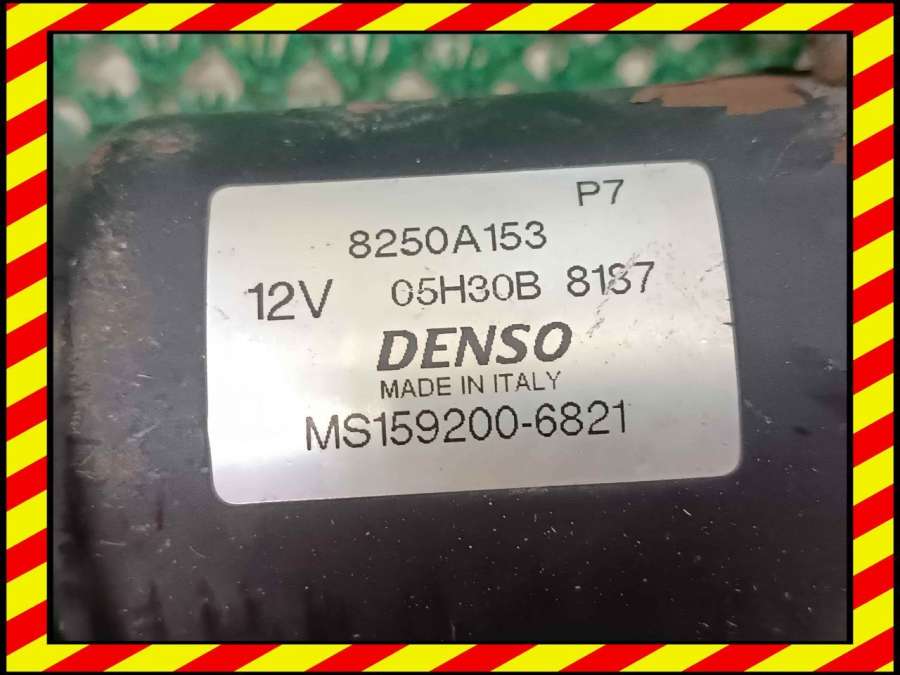 P7
8250A153
12V 05H30B 8187
DENSO
MADE IN ITALY
MS159200-6821